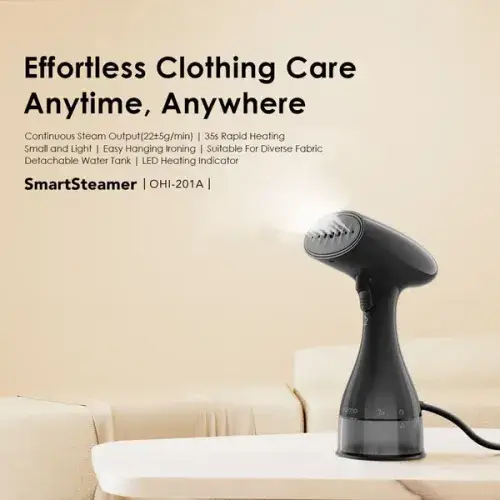 Effortless Clothing Care
Anytime, Anywhere
Continuous Steam Output(22±5g/min) | 35s Rapid Heating
Small and Light | Easy Hanging Ironing | Suitable For Diverse Fabric
Detachable Water Tank | LED Heating Indicator
SmartSteamer | OHI-201A |